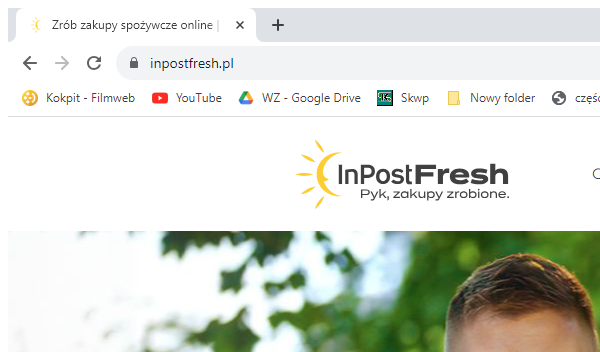 Zrób zakupy spożywcze online |
inpostfresh.pl
Kokpit - Filmweb YouTube WZ - Google Drive Skwp Nowy folder częśc
InPostFresh
Pyk, zakupy zrobione.